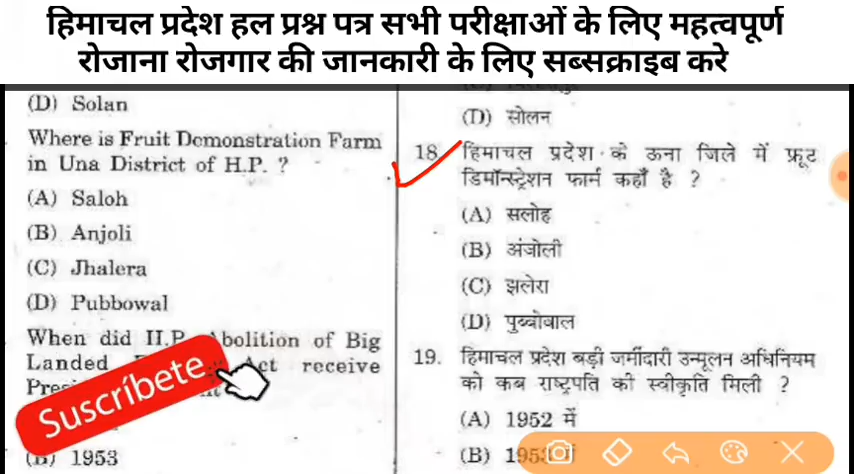 हिमाचल प्रदेश हल प्रश्न पत्र सभी परीक्षाओं के लिए महत्वपूर्ण
रोजाना रोजगार की जानकारी के लिए सब्सक्राइब करे
(D) Solan
Where is Fruit Demonstration Farm
in Una District of H.P. ?
(A) Saloh
(B) Anjoli
(C) Jhalera
(D) Pubbowal
When did H.P. Abolition of Big
Landed Act receive
Suscríbete
(B) 1953
(D) सोलन
18. हिमाचल प्रदेश के ऊना जिले में फ्रूट
डिमॉन्स्ट्रेशन फार्म कहाँ है ?
(A) सलोह
(B) अंजोली
(C) झलेरा
(D) पुब्बोवाल
19. हिमाचल प्रदेश बड़ी जमींदारी उन्मूलन अधिनियम
को कब राष्ट्रपति की स्वीकृति मिली ?
(A) 1952 में
(B) 1953 में